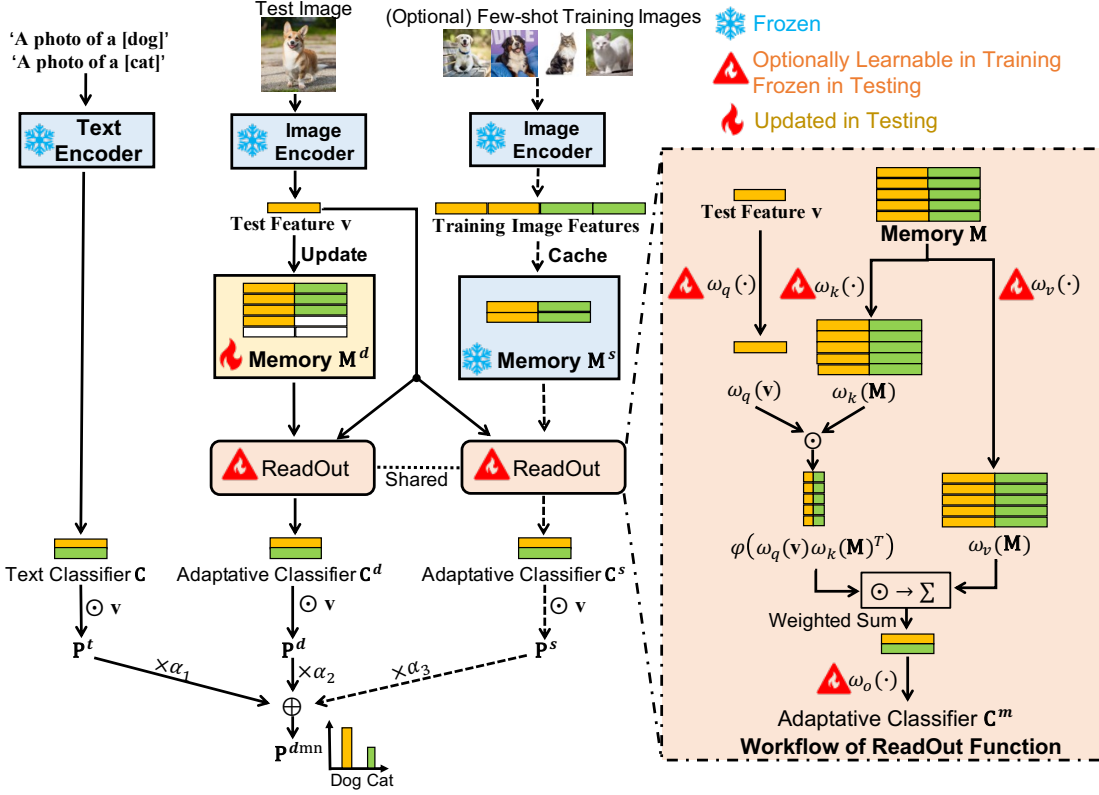 Test Image
(Optional) Few-shot Training Images
'A photo of a [dog]'
'A photo of a [cat]'
Frozen
Optionally Learnable in Training
Frozen in Testing
Updated in Testing
Text
Encoder
Image
Encoder
Image
Encoder
Test Feature v
Training Image Features
Update
Cache
Memory M^d
Memory M^s
ReadOut
Shared
ReadOut
Text Classifier C
Adaptative Classifier C^d
Adaptative Classifier C^s
⊙ v
⊙ v
⊙ v
P^t
P^d
P^s
×α₁
×α₂
×α₃
⊕
P^dmn
Dog Cat
Test Feature v
Memory M
ω_q(·)
ω_k(·)
ω_v(·)
ω_q(v)
ω_k(M)
⊙
φ(ω_q(v)ω_k(M)^T)
ω_v(M)
⊙ → Σ
Weighted Sum
ω_o(·)
Adaptative Classifier C^m
Workflow of ReadOut Function